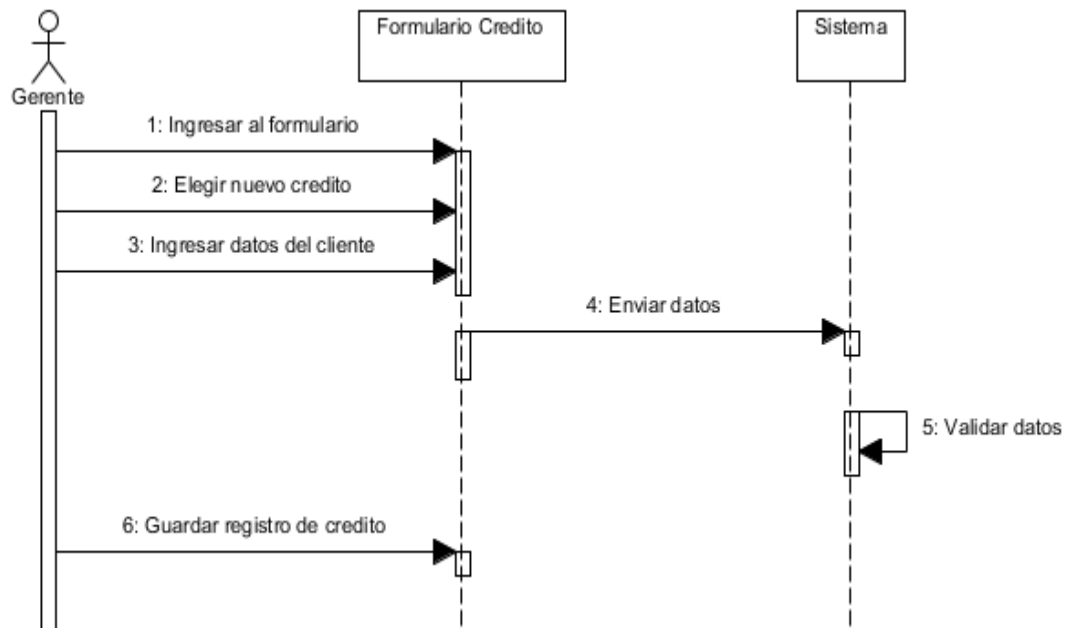 Formulario Credito
Sistema
Gerente
1: Ingresar al formulario
2: Elegir nuevo credito
3: Ingresar datos del cliente
4: Enviar datos
5: Validar datos
6: Guardar registro de credito